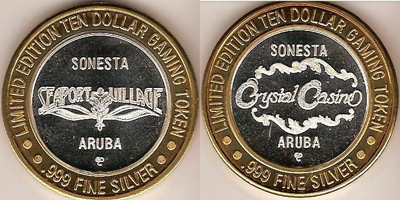 LIMITED EDITION TEN DOLLAR GAMING TOKEN
SONESTA
SEAPORT VILLAGE
ARUBA
.999 FINE SILVER
LIMITED EDITION TEN DOLLAR GAMING TOKEN
SONESTA
Crystal Casino
ARUBA
.999 FINE SILVER